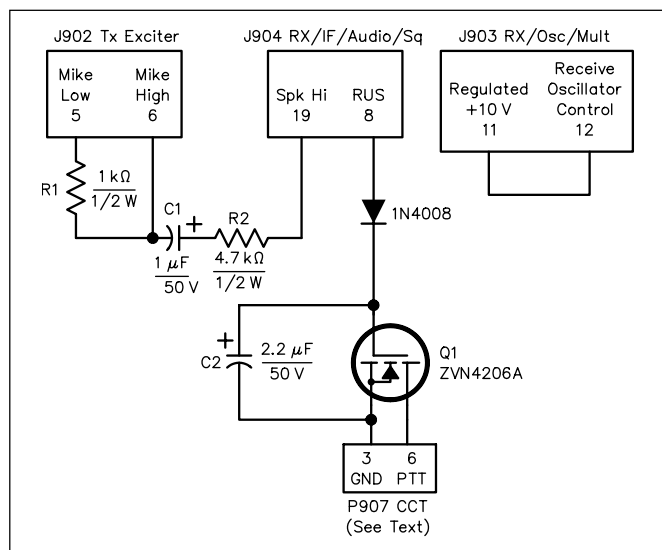 J902 Tx Exciter
Mike Low 5
Mike High 6
R1
1 kΩ
1/2 W
C1
+
1 µF
50 V
R2
4.7 kΩ
1/2 W
J904 RX/IF/Audio/Sq
Spk Hi 19
RUS 8
J903 RX/Osc/Mult
Regulated +10 V 11
Receive Oscillator Control 12
1N4008
+
C2
2.2 µF
50 V
Q1
ZVN4206A
3 6
GND PTT
P907 CCT
(See Text)